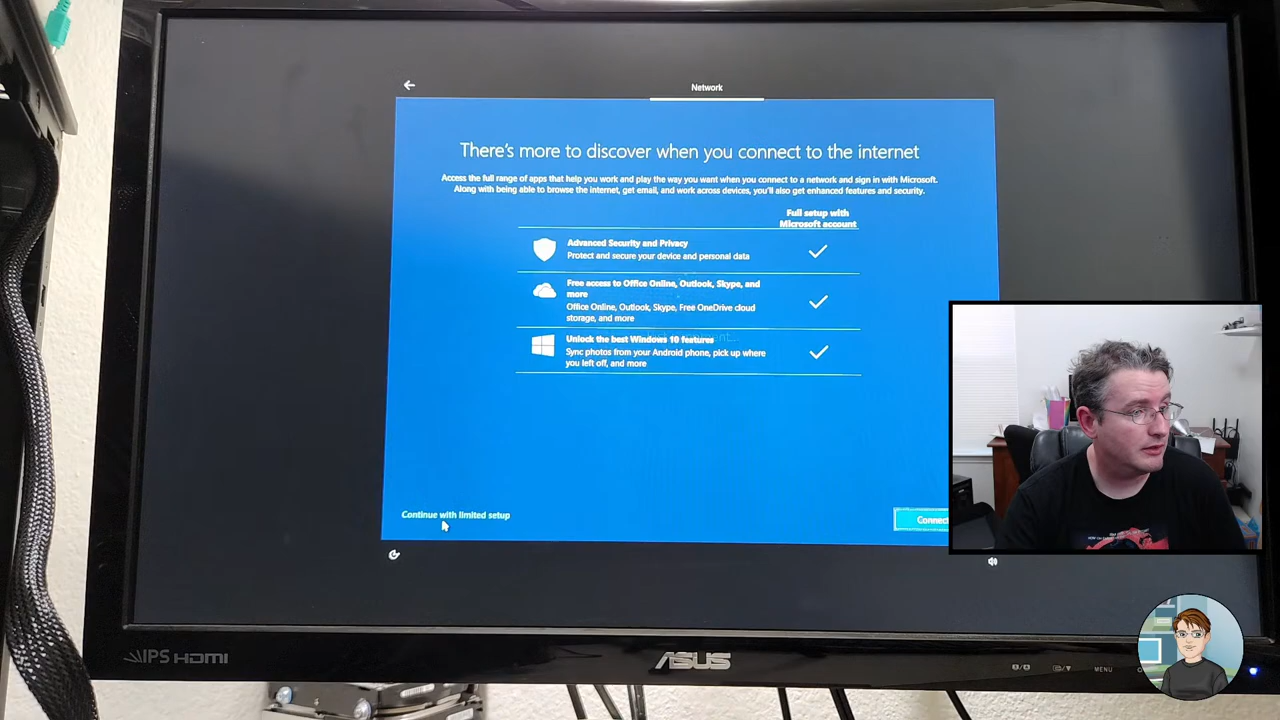 Network
There's more to discover when you connect to the internet
Access the full range of apps that help you work and play the way you want when you connect to a network and sign in with Microsoft.
Along with being able to browse the internet, get email, and work across devices, you'll also get enhanced features and security.
Full setup with
Microsoft account
Advanced Security and Privacy
Protect and secure your device and personal data
Free access to Office Online, Outlook, Skype, and
more
Office Online, Outlook, Skype, Free OneDrive cloud
storage, and more
Unlock the best Windows 10 features
Sync photos from your Android phone, pick up where
you left off, and more
Continue with limited setup
Connec
IPS HDMI
ASUS
MENU